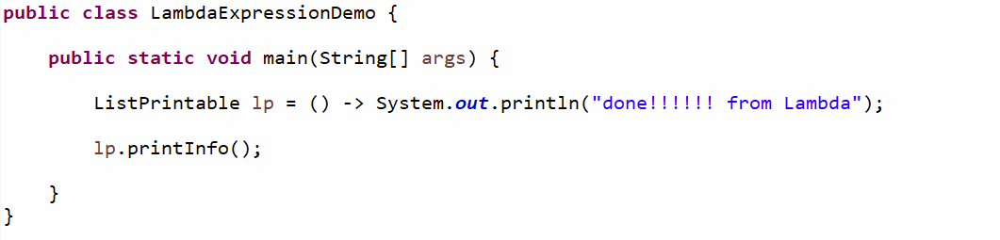 public class LambdaExpressionDemo {
public static void main(String[] args) {
ListPrintable lp = () -> System.out.println("done!!!!!! from Lambda");
lp.printInfo();
}
}